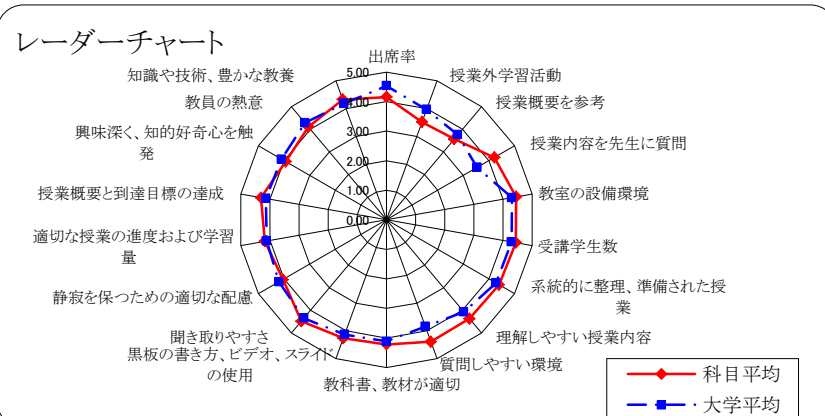 レーダーチャート
出席率
授業外学習活動
授業概要を参考
授業内容を先生に質問
教室の設備環境
受講学生数
系統的に整理、準備された授
業
理解しやすい授業内容
質問しやすい環境
教科書、教材が適切
黒板の書き方、ビデオ、スライド
の使用
聞き取りやすさ
静寂を保つための適切な配慮
適切な授業の進度および学習
量
授業概要と到達目標の達成
興味深く、知的好奇心を触
発
教員の熱意
知識や技術、豊かな教養
5.00
4.00
3.00
2.00
1.00
0.00
科目平均
大学平均